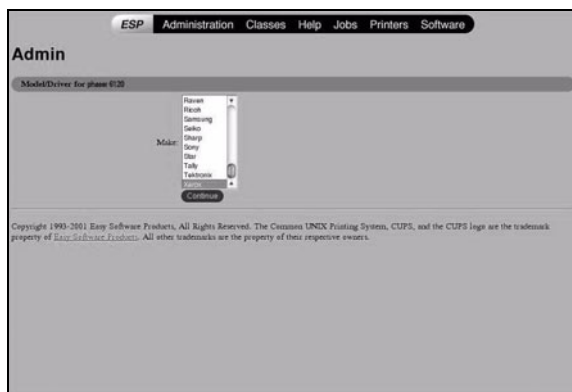 ESP Administration Classes Help Jobs Printers Software
Admin
Model/Driver for phaser 6120
Raven
Ricoh
Samsung
Seiko
Sharp
Sony
Star
Tally
Tektronix
Xerox
Make:
Continue
Copyright 1993-2001 Easy Software Products, All Rights Reserved. The Common UNIX Printing System, CUPS, and the CUPS logo are the trademark
property of Easy Software Products. All other trademarks are the property of their respective owners.